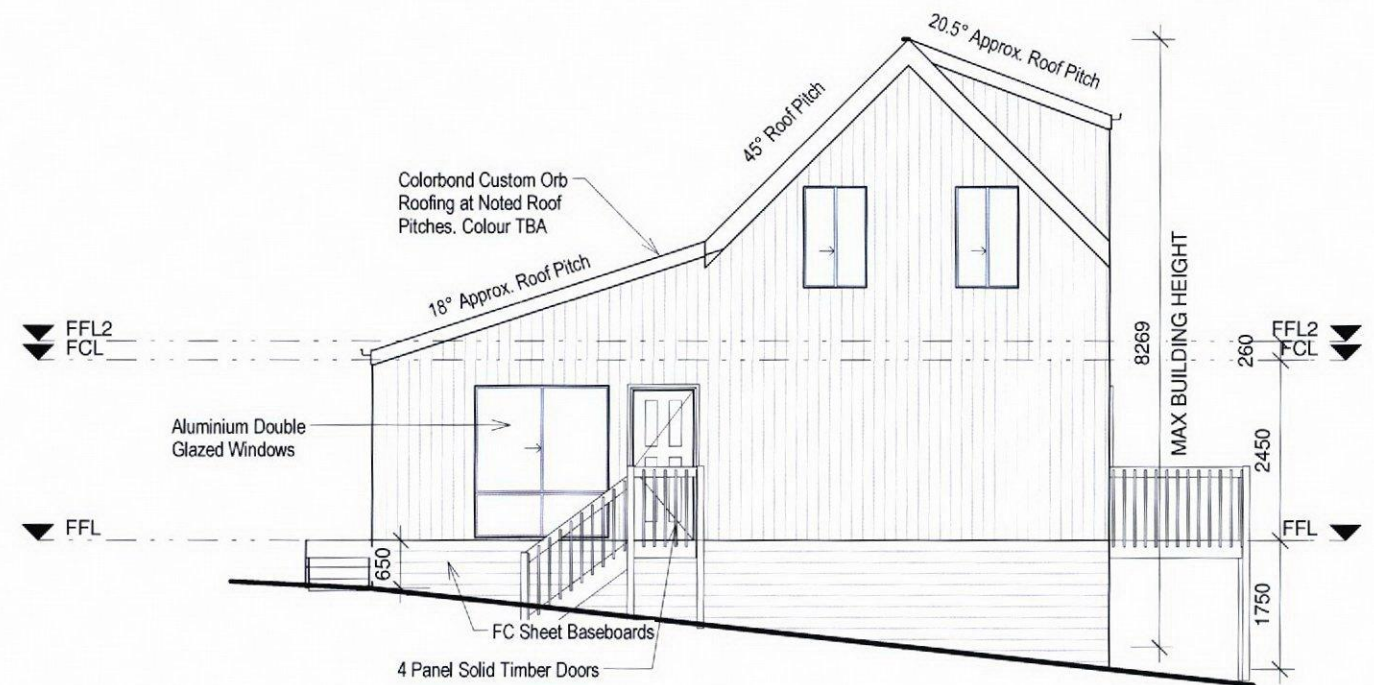 20.5° Approx. Roof Pitch
45° Roof Pitch
Colorbond Custom Orb
Roofing at Noted Roof
Pitches. Colour TBA
18° Approx. Roof Pitch
FFL2
FCL
FFL2
FCL
260
8269
MAX BUILDING HEIGHT
2450
Aluminium Double
Glazed Windows
FFL
FFL
650
1750
FC Sheet Baseboards
4 Panel Solid Timber Doors